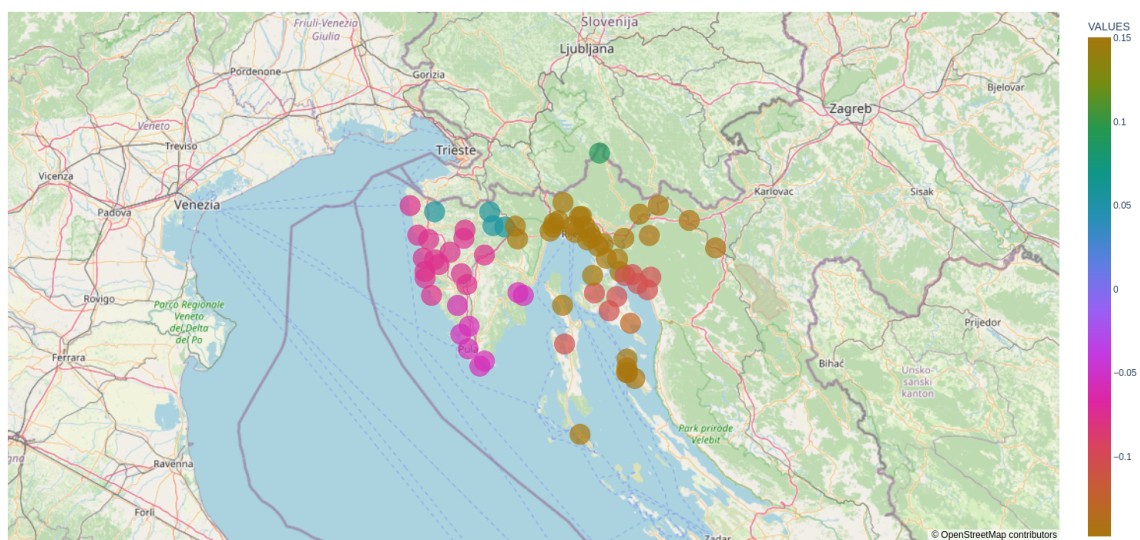 Slovenija
VALUES
Friuli-Venezia
Giulia
0.15
Ljubljana
Pordenone
Gorizia
Bjelovar
Zagreb
Veneto
0.1
Treviso
Trieste
Vicenza
Karlovac
Sisak
Padova
Venezia
0.05
0
Rovigo
Parco Regionale
Veneto
del Delta
del Po
Prijedor
Pula
Ferrara
Bihać
Unsko
sanski
kanton
−0.05
Park prirode
Velebit
Ravenna
−0.1
Forlì
Zadar
© OpenStreetMap contributors